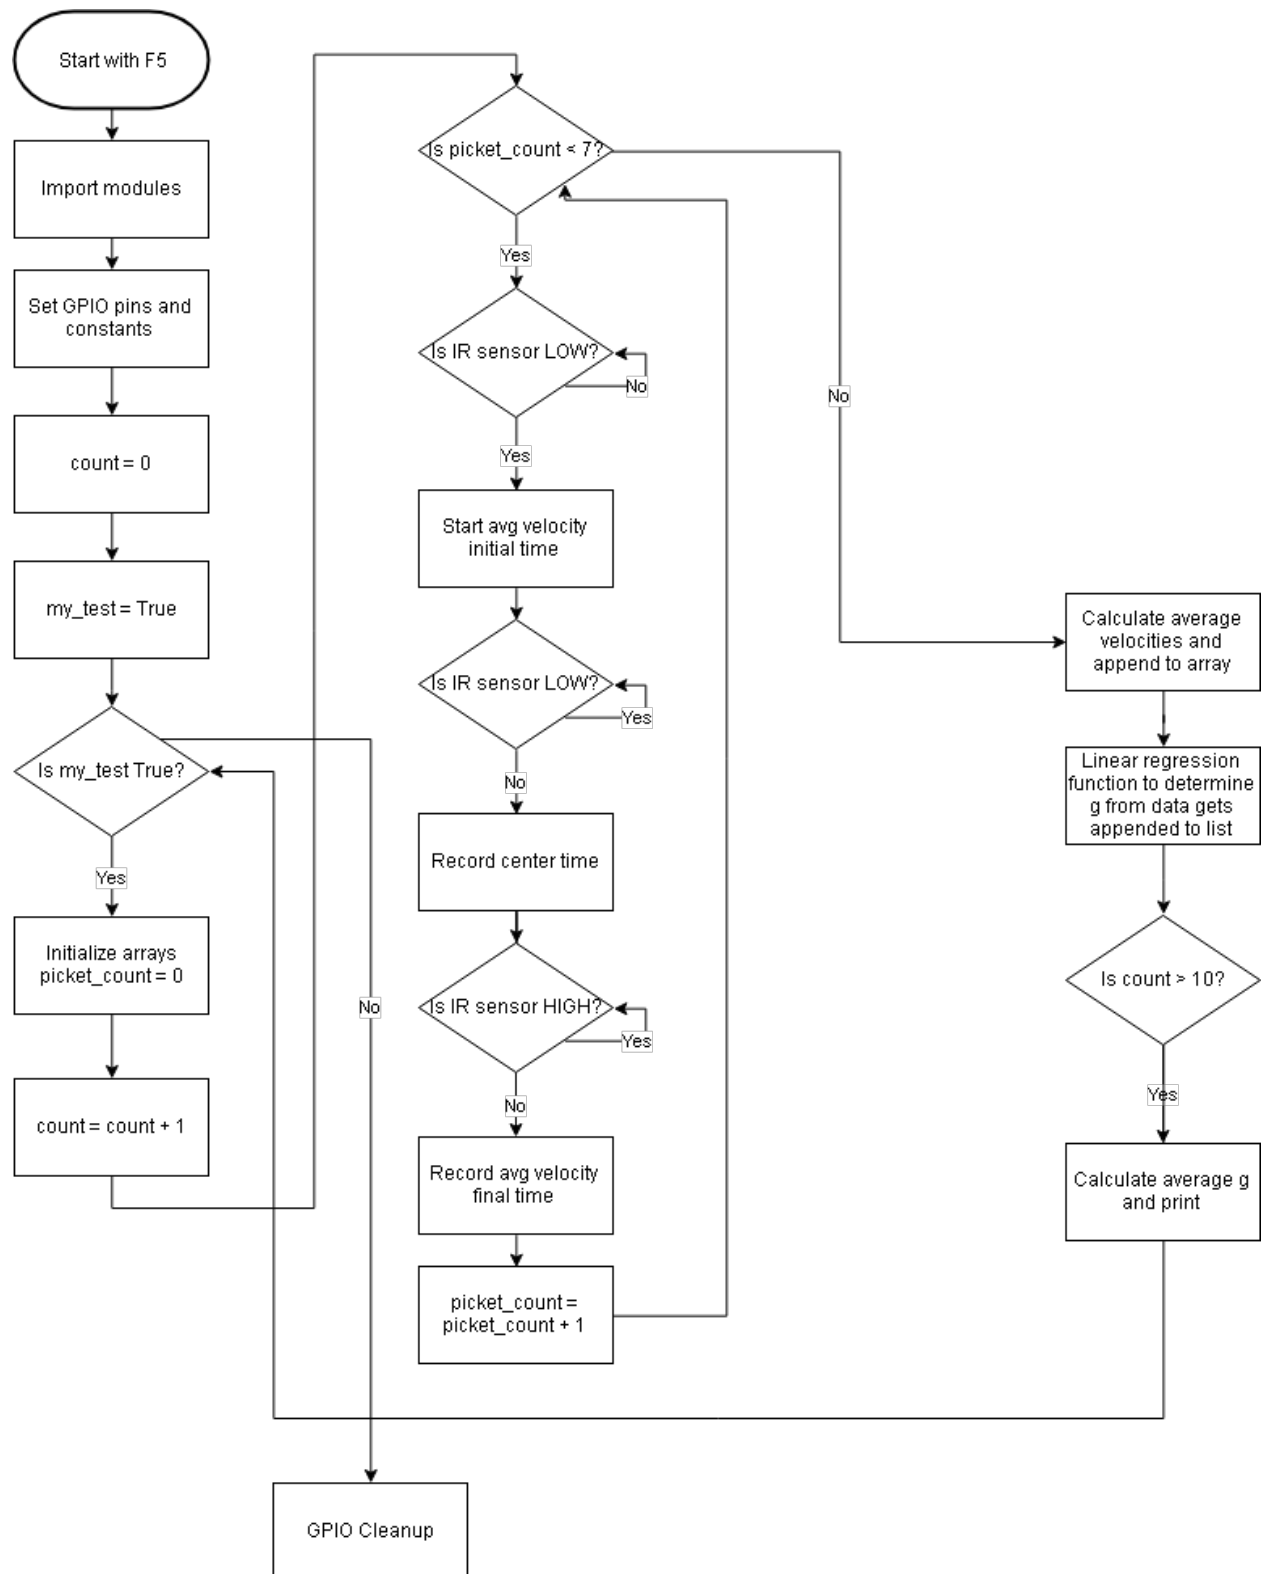 Start with F5
Import modules
Set GPIO pins and
constants
count = 0
my_test = True
Is my_test True?
Yes
No
Initialize arrays
picket_count = 0
count = count + 1
Is picket_count < 7?
Yes
No
Is IR sensor LOW?
No
Yes
Start avg velocity
initial time
Is IR sensor LOW?
Yes
No
Record center time
Is IR sensor HIGH?
Yes
No
Record avg velocity
final time
picket_count =
picket_count + 1
Calculate average
velocities and
append to array
Linear regression
function to determine
g from data gets
appended to list
Is count > 10?
Yes
Calculate average g
and print
GPIO Cleanup